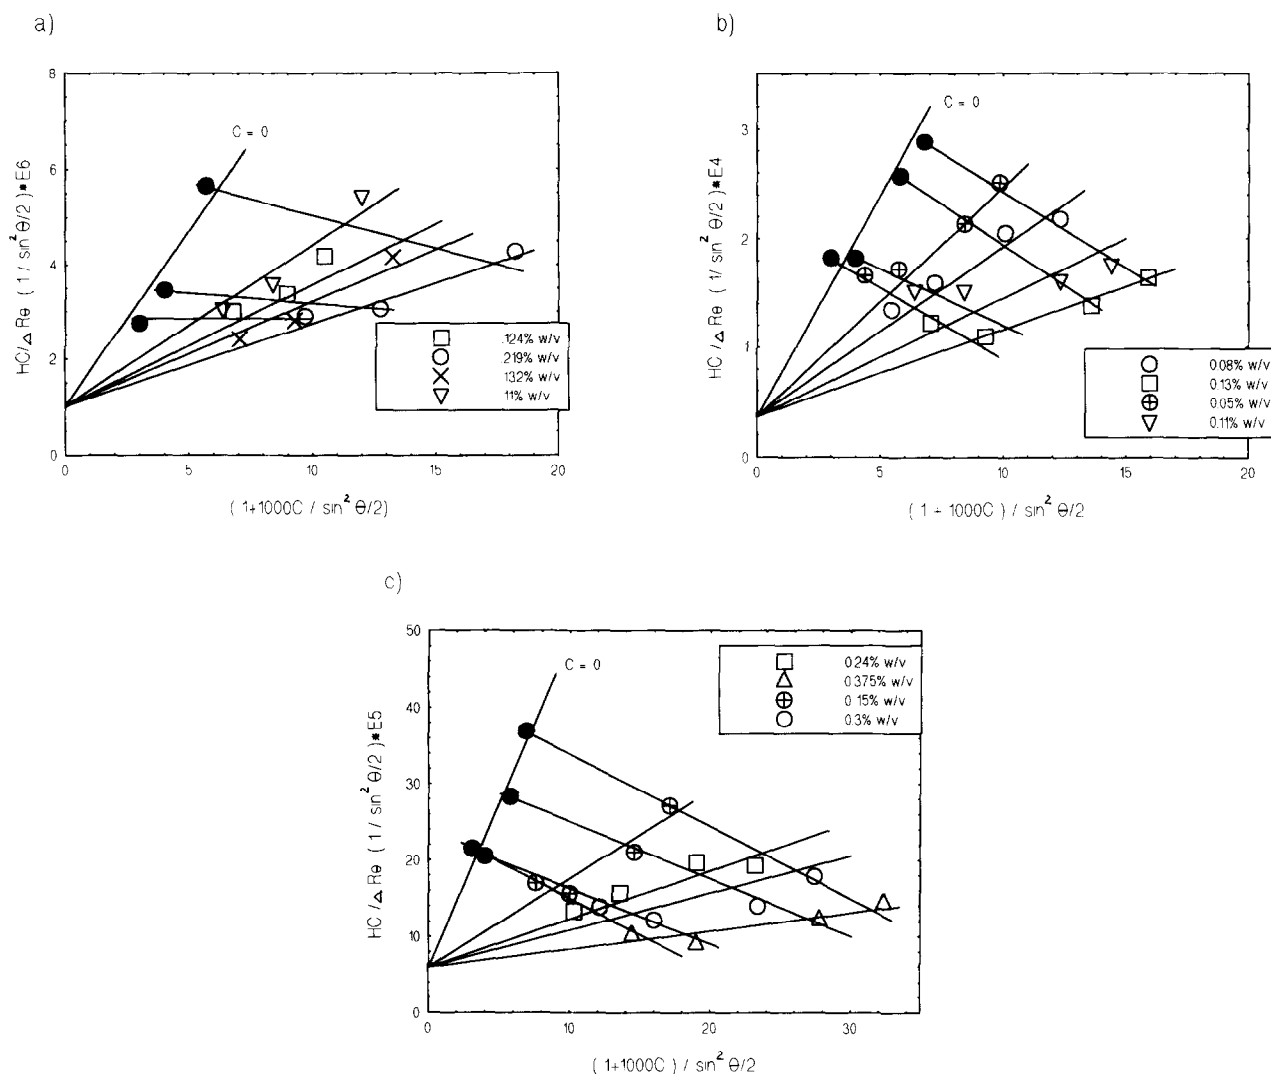 a)
HC/△ Rθ ( 1 / sin² θ/2 )*E6
8
6
4
2
0
C = 0
.124% w/v
.219% w/v
.132% w/v
.11% w/v
0 5 10 15 20
( 1+1000C / sin² θ/2)
b)
HC/△ Rθ ( 1/ sin² θ/2 )*E4
3
2
1
0
C = 0
0.08% w/v
0.13% w/v
0.05% w/v
0.11% w/v
0 5 10 15 20
( 1 + 1000C ) / sin² θ/2
c)
HC/△ Rθ ( 1/ sin² θ/2 )*E5
50
40
30
20
10
0
C = 0
0.24% w/v
0.375% w/v
0.15% w/v
0.3% w/v
0 10 20 30
( 1+1000C ) / sin² θ/2